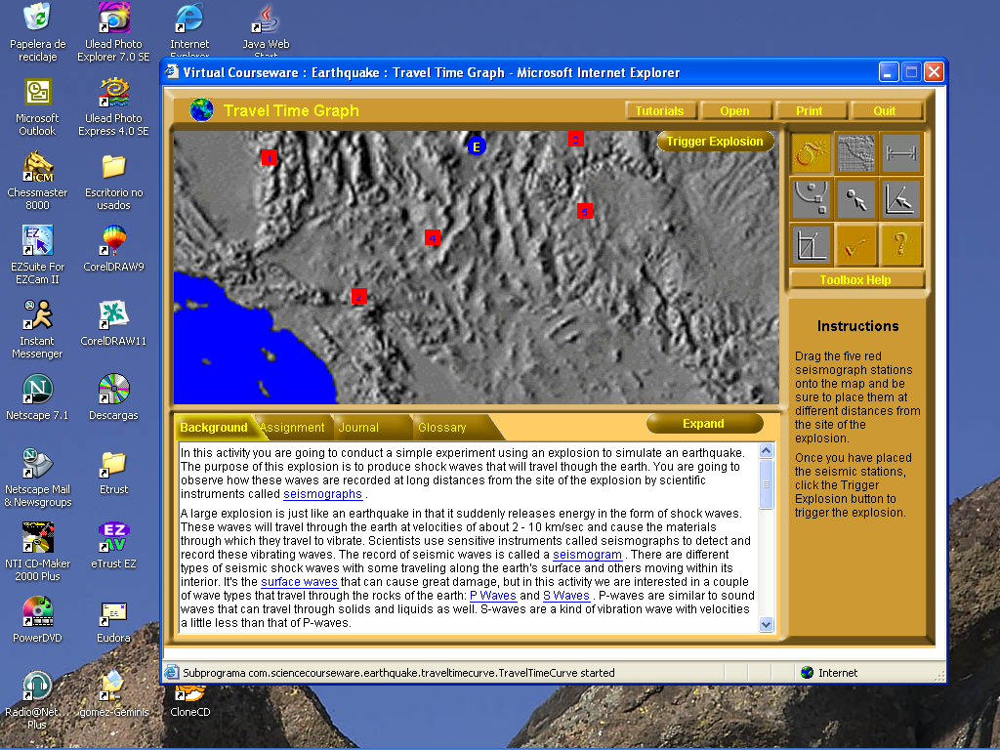 Papelera de
reciclaje
Ulead Photo
Explorer 7.0 SE
Internet
Explorer
Java Web
Start
Microsoft
Outlook
Ulead Photo
Express 4.0 SE
Chessmaster
8000
Escritorio no
usados
EZSuite For
EZCam II
CorelDRAW9
Instant
Messenger
CorelDRAW11
Netscape 7.1
Descargas
Netscape Mail
& Newsgroups
Etrust
NTI CD-Maker
2000 Plus
eTrust EZ
PowerDVD
Eudora
Radio@Net...
Plus
gomez-Geminis
CloneCD
Virtual Courseware : Earthquake : Travel Time Graph - Microsoft Internet Explorer
Travel Time Graph
Tutorials
Open
Print
Quit
Trigger Explosion
1
E
3
5
4
2
Toolbox Help
Instructions
Drag the five red
seismograph stations
onto the map and be
sure to place them at
different distances from
the site of the
explosion.
Once you have placed
the seismic stations,
click the Trigger
Explosion button to
trigger the explosion.
Background
Assignment
Journal
Glossary
Expand
In this activity you are going to conduct a simple experiment using an explosion to simulate an earthquake.
The purpose of this explosion is to produce shock waves that will travel though the earth. You are going to
observe how these waves are recorded at long distances from the site of the explosion by scientific
instruments called seismographs .
A large explosion is just like an earthquake in that it suddenly releases energy in the form of shock waves.
These waves will travel through the earth at velocities of about 2 - 10 km/sec and cause the materials
through which they travel to vibrate. Scientists use sensitive instruments called seismographs to detect and
record these vibrating waves. The record of seismic waves is called a seismogram . There are different
types of seismic shock waves with some traveling along the earth's surface and others moving within its
interior. It's the surface waves that can cause great damage, but in this activity we are interested in a couple
of wave types that travel through the rocks of the earth: P Waves and S Waves . P-waves are similar to sound
waves that can travel through solids and liquids as well. S-waves are a kind of vibration wave with velocities
a little less than that of P-waves.
Subprograma com.sciencecourseware.earthquake.traveltimecurve.TravelTimeCurve started
Internet